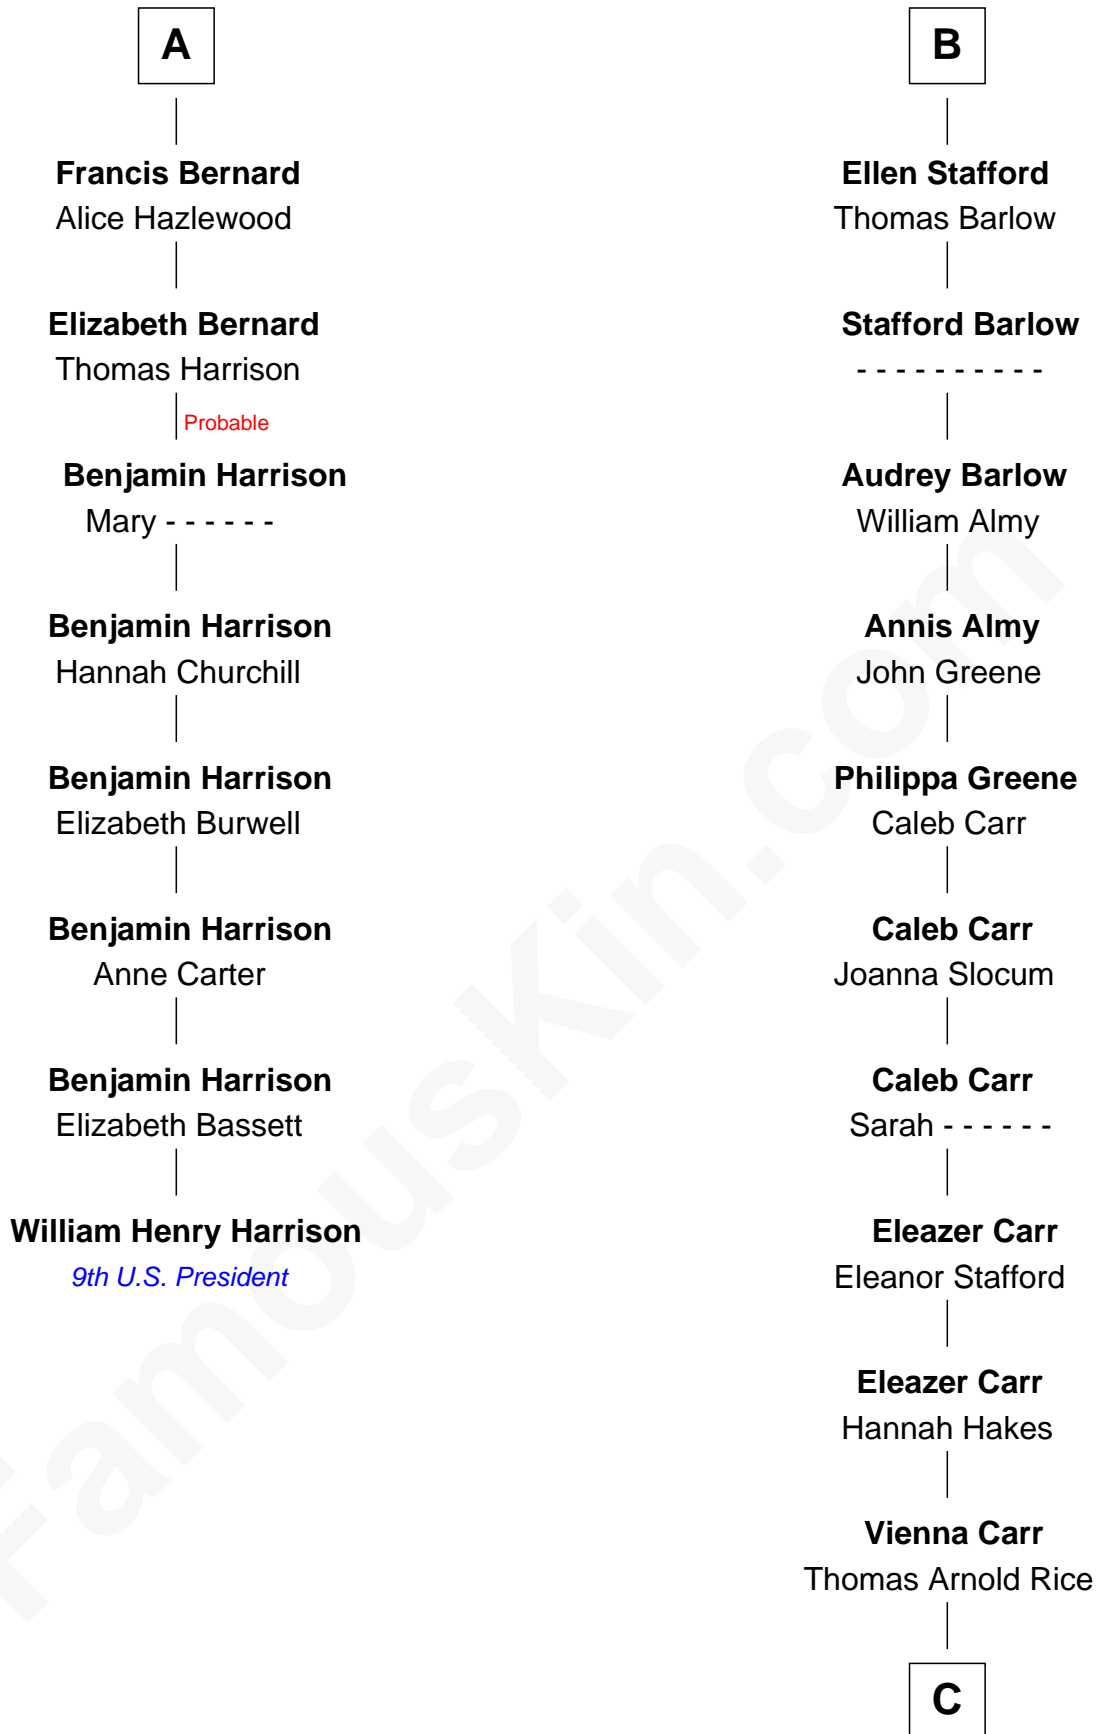 A
Francis Bernard
Alice Hazlewood
Elizabeth Bernard
Thomas Harrison
Probable
Benjamin Harrison
Mary - - - - - -
Benjamin Harrison
Hannah Churchill
Benjamin Harrison
Elizabeth Burwell
Benjamin Harrison
Anne Carter
Benjamin Harrison
Elizabeth Bassett
William Henry Harrison
9th U.S. President
B
Ellen Stafford
Thomas Barlow
Stafford Barlow
- - - - - - - - - -
Audrey Barlow
William Almy
Annis Almy
John Greene
Philippa Greene
Caleb Carr
Caleb Carr
Joanna Slocum
Caleb Carr
Sarah - - - - - -
Eleazer Carr
Eleanor Stafford
Eleazer Carr
Hannah Hakes
Vienna Carr
Thomas Arnold Rice
C
FamousKin.com